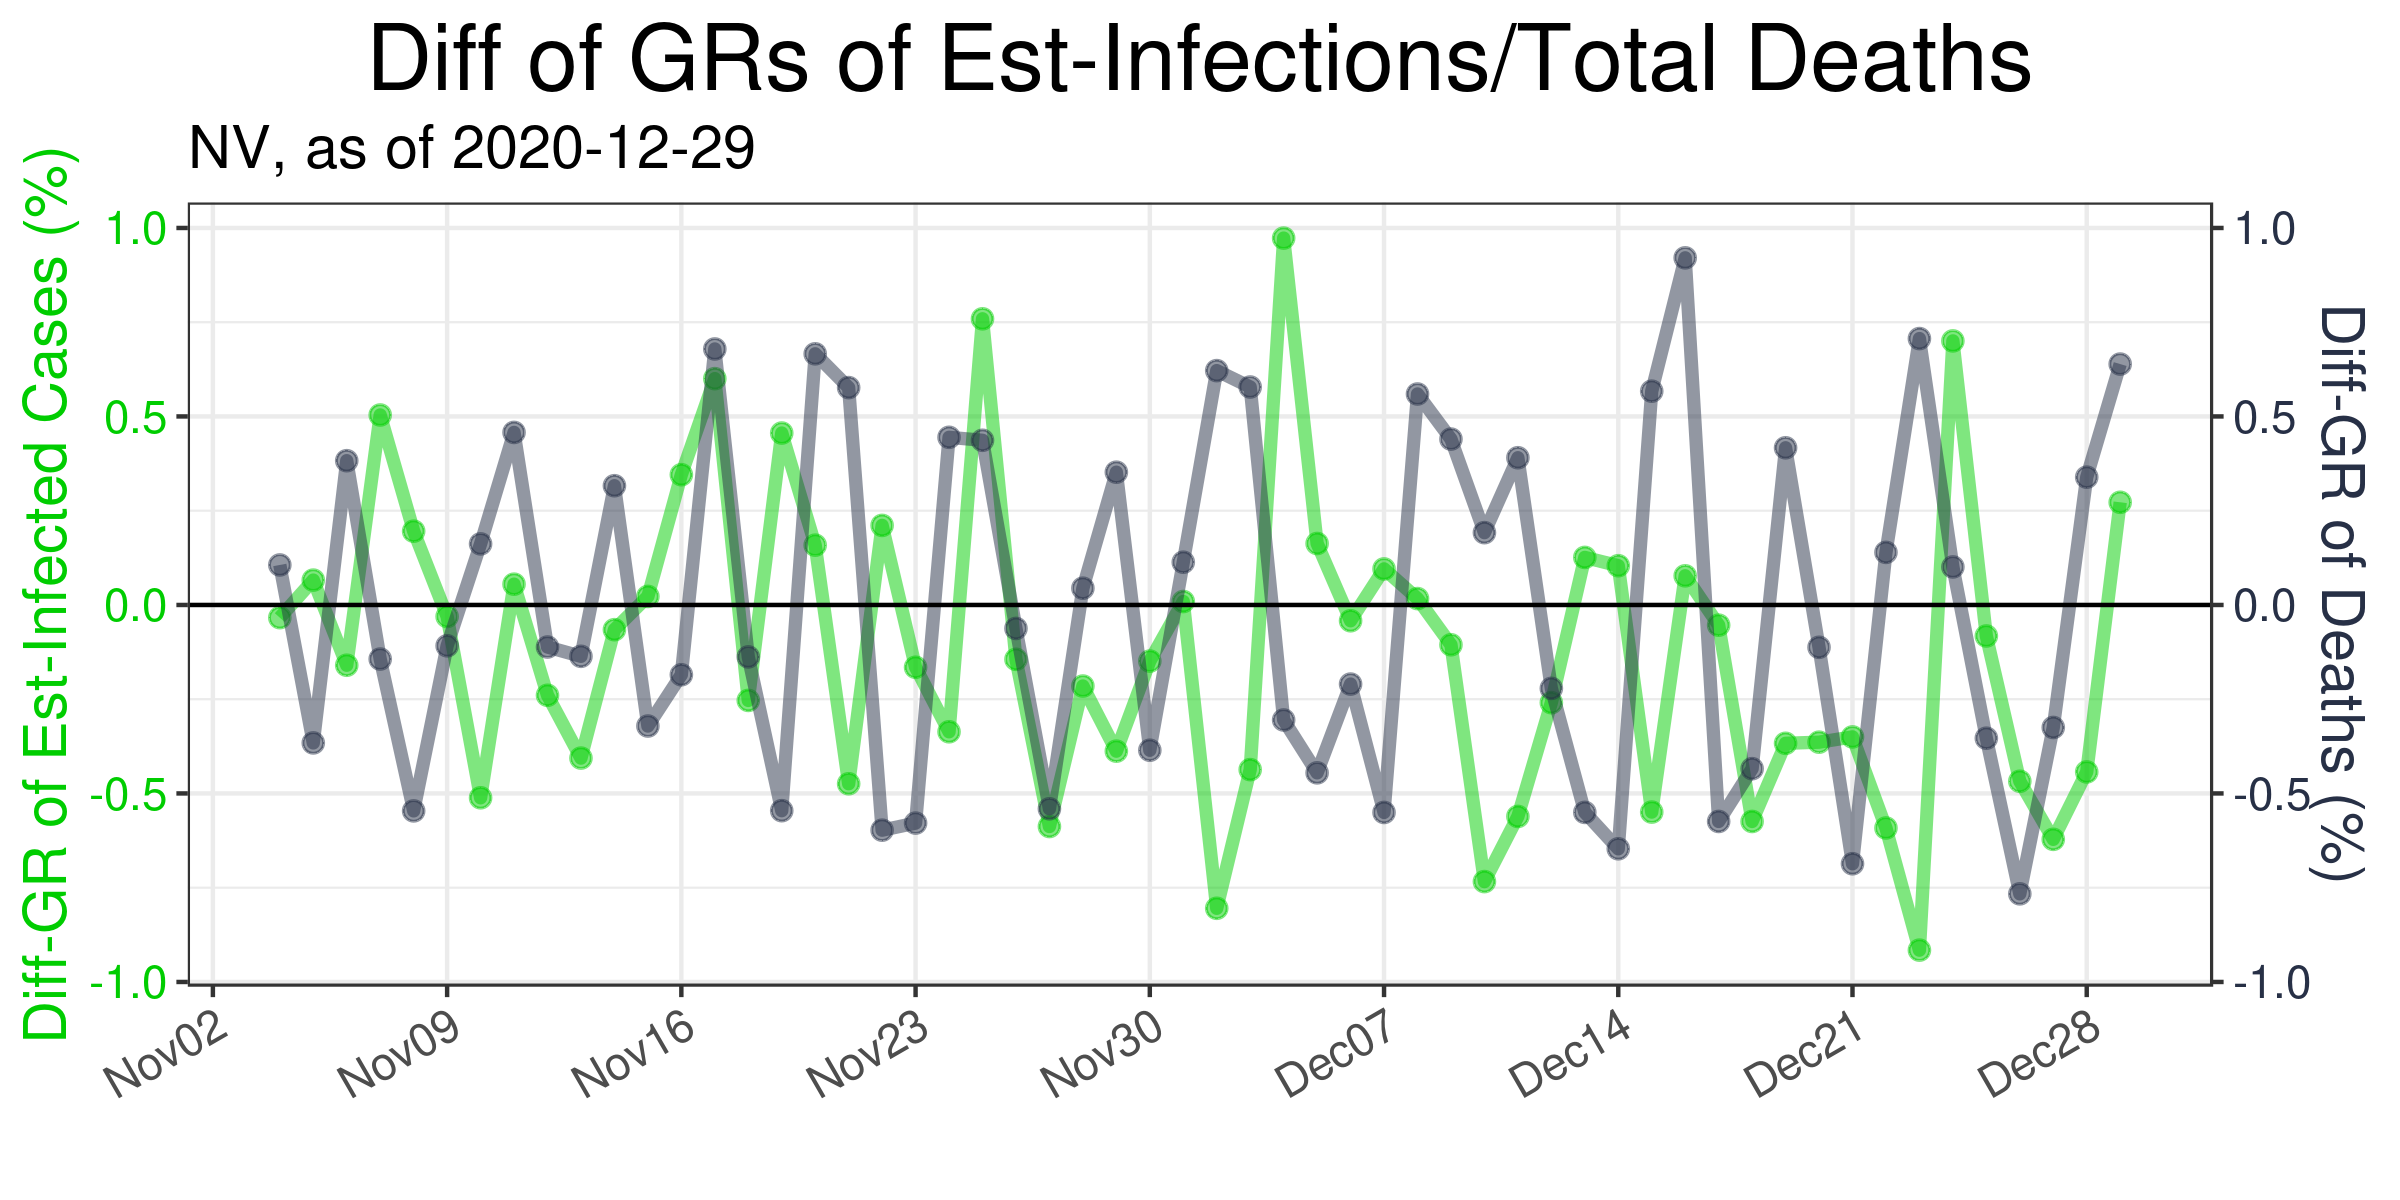 Diff of GRs of Est-Infections/Total Deaths
NV, as of 2020-12-29
Diff-GR of Est-Infected Cases (%)
1.0
0.5
0.0
-0.5
-1.0
1.0
0.5
0.0
-0.5
-1.0
Diff-GR of Deaths (%)
Nov02 Nov09 Nov16 Nov23 Nov30 Dec07 Dec14 Dec21 Dec28